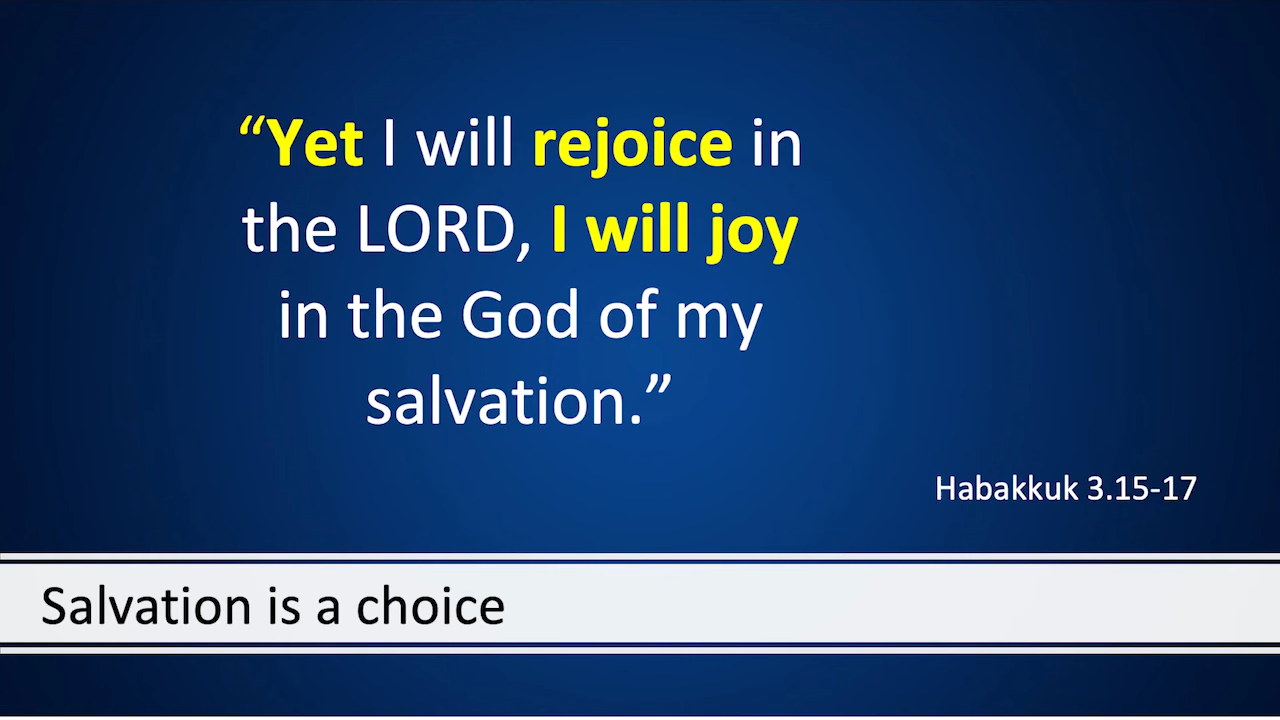 “Yet I will rejoice in
the LORD, I will joy
in the God of my
salvation.”
Habakkuk 3.15-17
Salvation is a choice